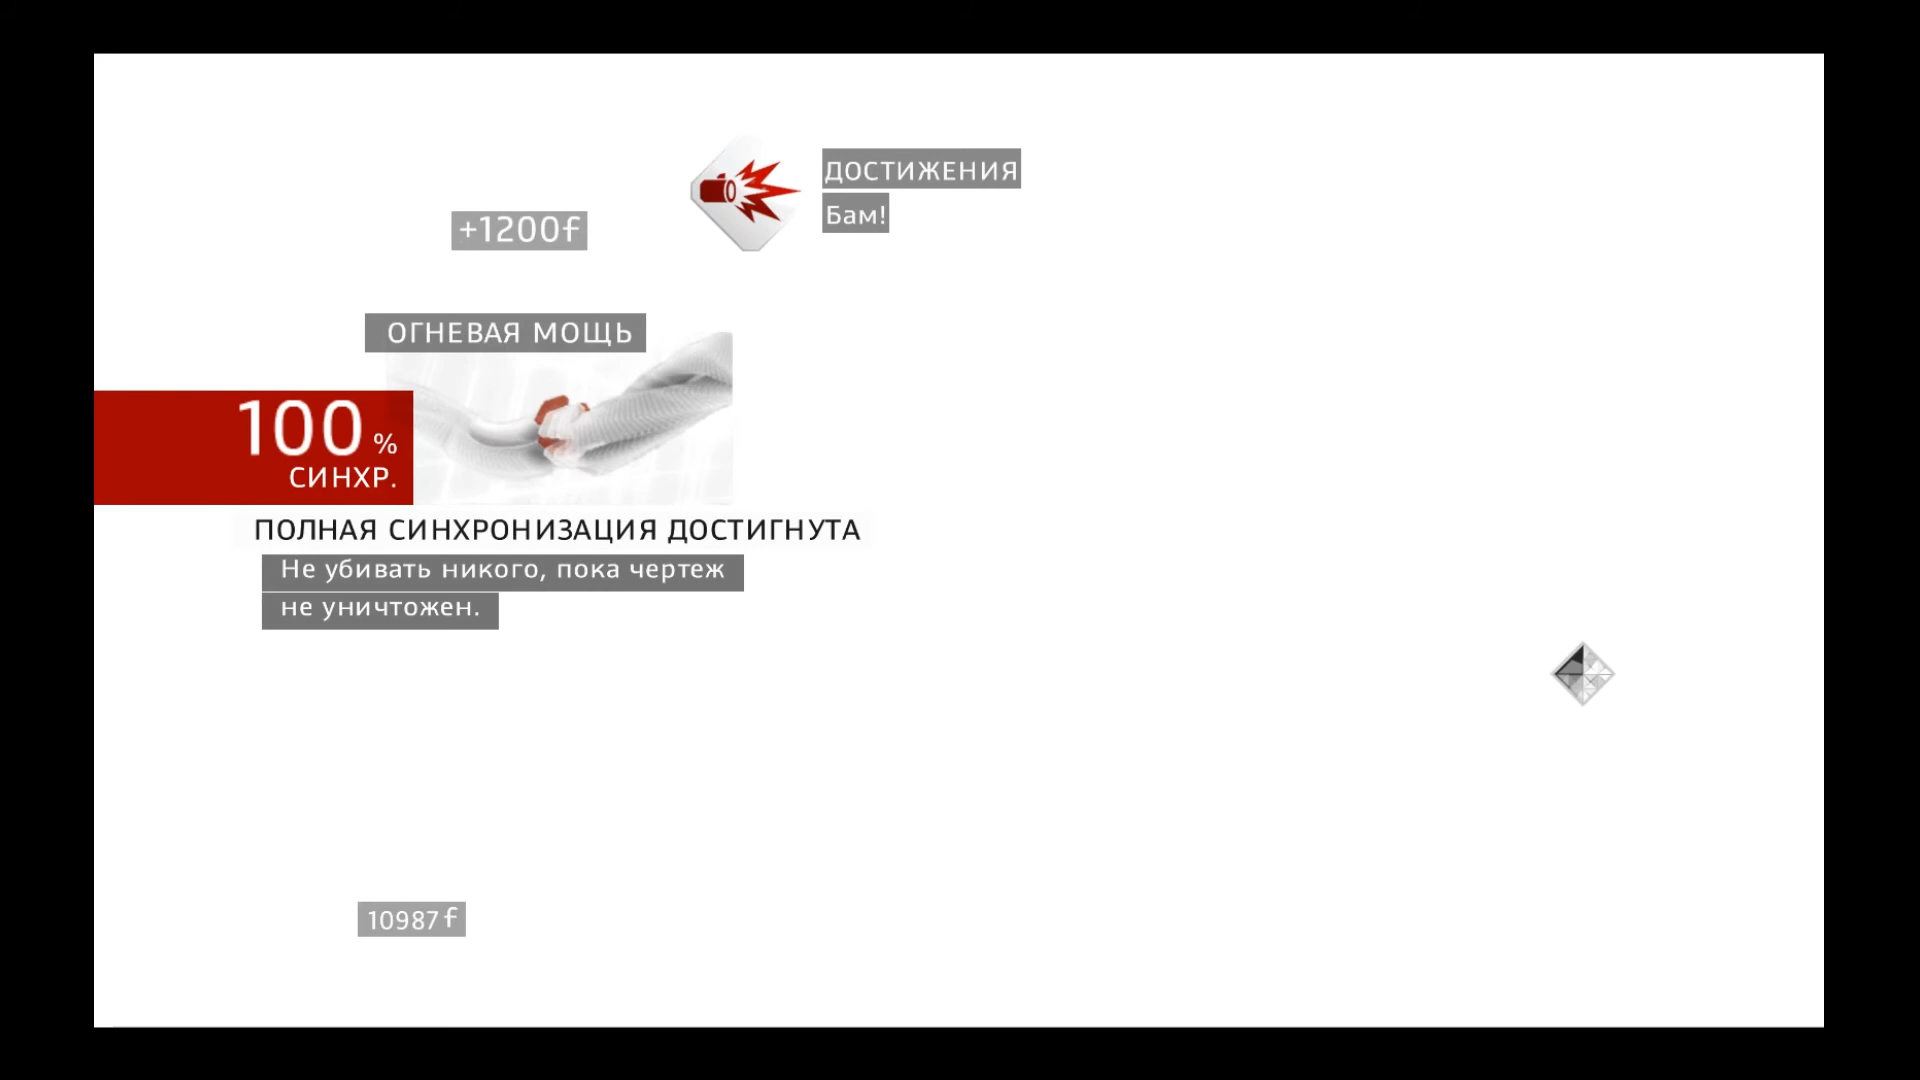 ДОСТИЖЕНИЯ
Бам!
+1200f
ОГНЕВАЯ МОЩЬ
100 %
СИНХР.
ПОЛНАЯ СИНХРОНИЗАЦИЯ ДОСТИГНУТА
Не убивать никого, пока чертеж
не уничтожен.
10987f